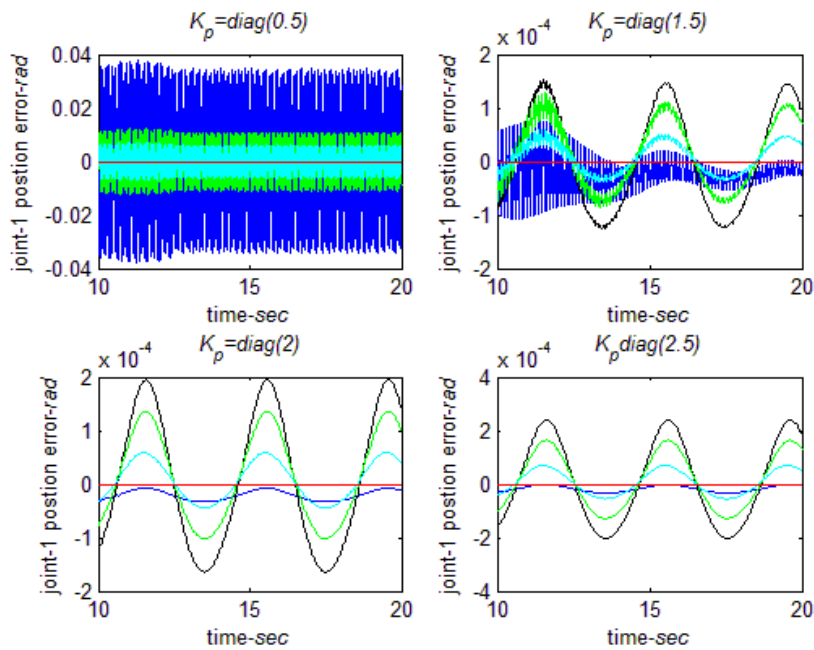 K_p=diag(0.5)
0.04
0.02
0
-0.02
-0.04
10
15
20
joint-1 postion error-rad
time-sec
K_p=diag(1.5)
x 10^-4
2
1
0
-1
-2
10
15
20
joint-1 postion error-rad
time-sec
K_p=diag(2)
x 10^-4
2
1
0
-1
-2
10
15
20
joint-1 postion error-rad
time-sec
K_pdiag(2.5)
x 10^-4
4
2
0
-2
-4
10
15
20
joint-1 postion error-rad
time-sec